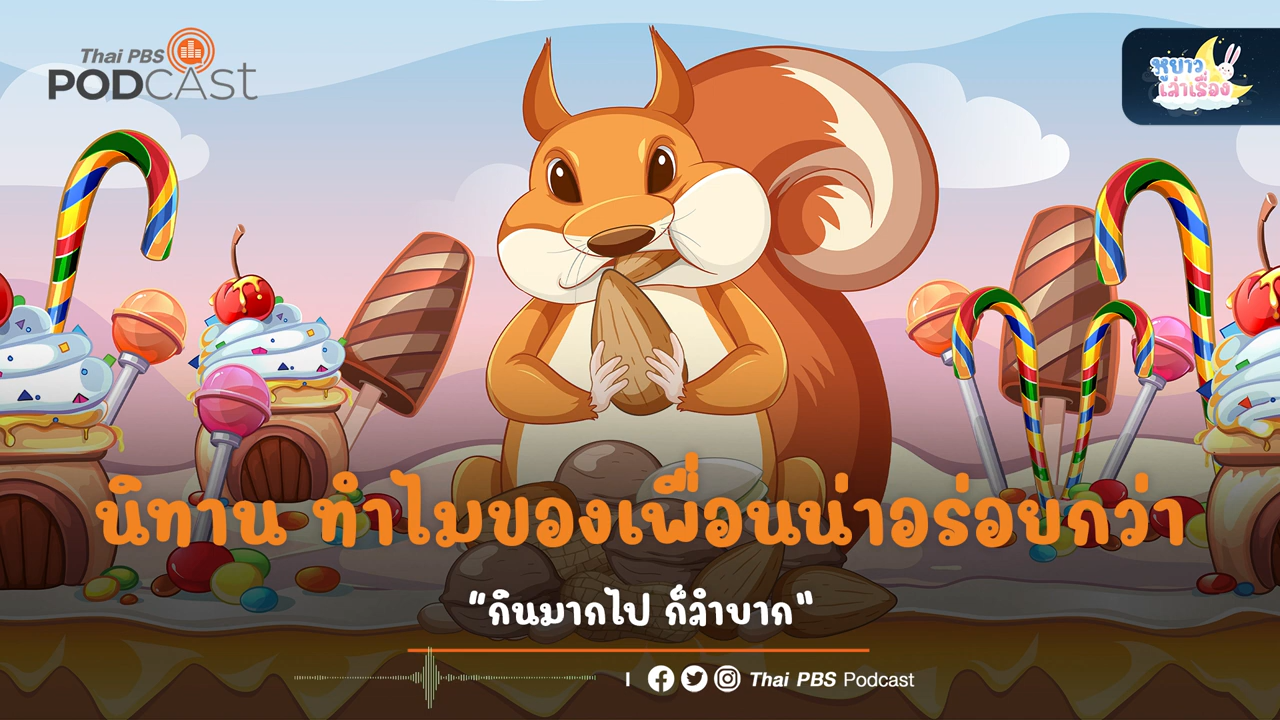 Thai PBS
PODCAST
หูยาว
เล่าเรื่อง
นิทาน ทำไมของเพื่อนน่าอร่อยกว่า
"กินมากไป ก็ลำบาก"
Thai PBS Podcast